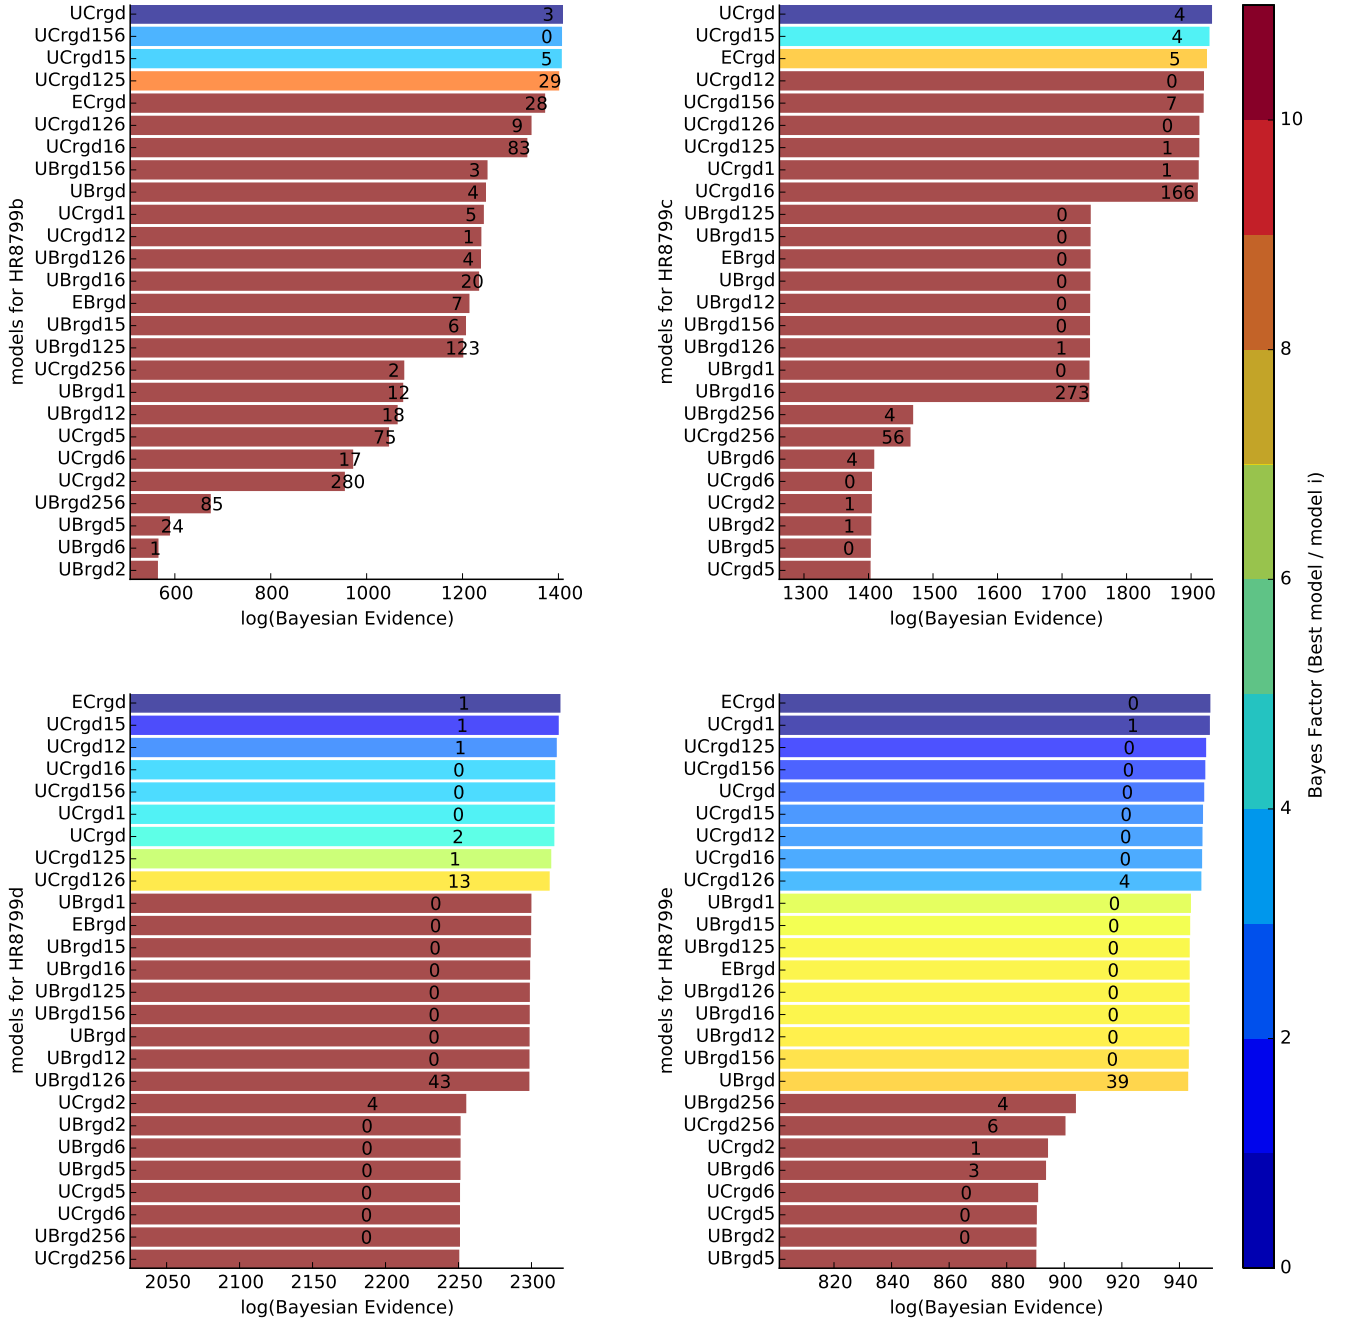 UCrgd 3
UCrgd156 0
UCrgd15 5
UCrgd125 29
ECrgd 28
UCrgd126 9
UCrgd16 83
UBrgd156 3
UBrgd 4
UCrgd1 5
UCrgd12 1
UBrgd126 4
UBrgd16 20
EBrgd 7
UBrgd15 6
UBrgd125 123
UCrgd256 2
UBrgd1 12
UBrgd12 18
UCrgd5 75
UCrgd6 17
UCrgd2 280
UBrgd256 85
UBrgd5 24
UBrgd6 1
UBrgd2
models for HR8799b
600 800 1000 1200 1400
log(Bayesian Evidence)
UCrgd 4
UCrgd15 4
ECrgd 5
UCrgd12 0
UCrgd156 7
UCrgd126 0
UCrgd125 1
UCrgd1 1
UCrgd16 166
UBrgd125 0
UBrgd15 0
EBrgd 0
UBrgd 0
UBrgd12 0
UBrgd156 0
UBrgd126 1
UBrgd1 0
UBrgd16 273
UBrgd256 4
UCrgd256 56
UBrgd6 4
UCrgd6 0
UCrgd2 1
UBrgd2 1
UBrgd5 0
UCrgd5
models for HR8799c
1300 1400 1500 1600 1700 1800 1900
log(Bayesian Evidence)
ECrgd 1
UCrgd15 1
UCrgd12 1
UCrgd16 0
UCrgd156 0
UCrgd1 0
UCrgd 2
UCrgd125 1
UCrgd126 13
UBrgd1 0
EBrgd 0
UBrgd15 0
UBrgd16 0
UBrgd125 0
UBrgd156 0
UBrgd 0
UBrgd12 0
UBrgd126 43
UCrgd2 4
UBrgd2 0
UBrgd6 0
UBrgd5 0
UCrgd5 0
UCrgd6 0
UBrgd256 0
UCrgd256
models for HR8799d
2050 2100 2150 2200 2250 2300
log(Bayesian Evidence)
ECrgd 0
UCrgd1 1
UCrgd125 0
UCrgd156 0
UCrgd 0
UCrgd15 0
UCrgd12 0
UCrgd16 0
UCrgd126 4
UBrgd1 0
UBrgd15 0
UBrgd125 0
EBrgd 0
UBrgd126 0
UBrgd16 0
UBrgd12 0
UBrgd156 0
UBrgd 39
UBrgd256 4
UCrgd256 6
UCrgd2 1
UBrgd6 3
UCrgd6 0
UCrgd5 0
UBrgd2 0
UBrgd5
models for HR8799e
820 840 860 880 900 920 940
log(Bayesian Evidence)
10
8
6
4
2
0
Bayes Factor (Best model / model i)